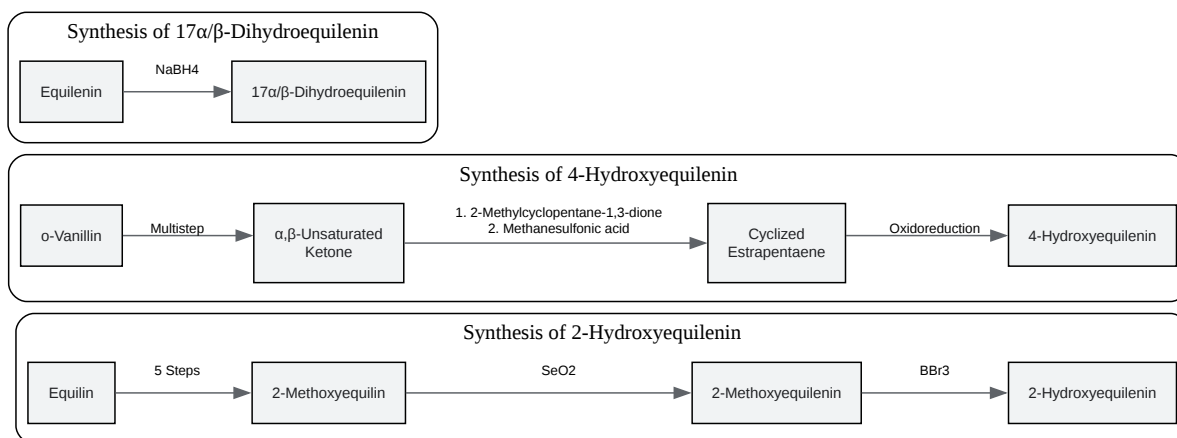 Synthesis of 17α/β-Dihydroequilenin
Equilenin
NaBH4
17α/β-Dihydroequilenin
Synthesis of 4-Hydroxyequilenin
o-Vanillin
Multistep
α,β-Unsaturated
Ketone
1. 2-Methylcyclopentane-1,3-dione
2. Methanesulfonic acid
Cyclized
Estrapentaene
Oxidoreduction
4-Hydroxyequilenin
Synthesis of 2-Hydroxyequilenin
Equilin
5 Steps
2-Methoxyequilin
SeO2
2-Methoxyequilenin
BBr3
2-Hydroxyequilenin